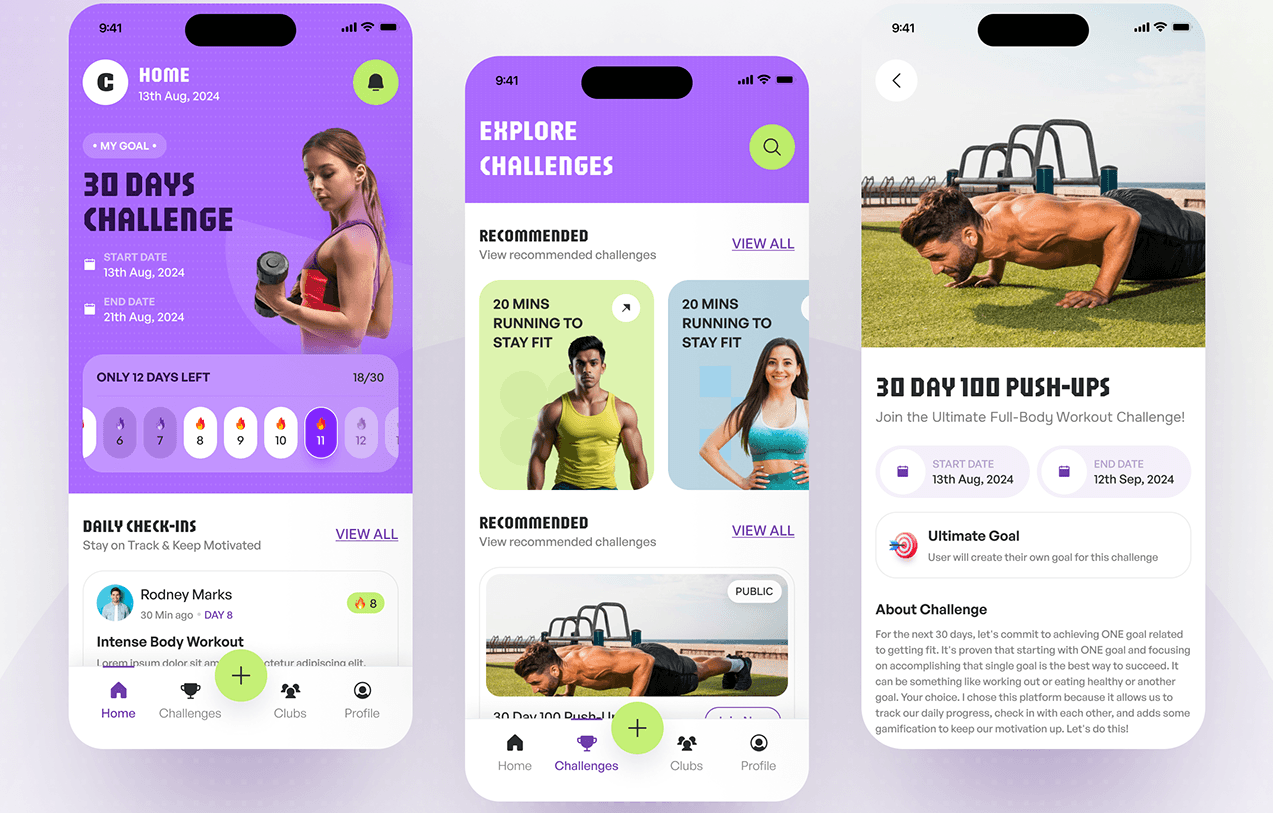 9:41
C
HOME
13th Aug, 2024
• MY GOAL •
30 DAYS
CHALLENGE
START DATE
13th Aug, 2024
END DATE
21th Aug, 2024
ONLY 12 DAYS LEFT 18/30
6 7 8 9 10 11 12
DAILY CHECK-INS
VIEW ALL
Stay on Track & Keep Motivated
Rodney Marks
30 Min ago • DAY 8
8
Intense Body Workout
Lorem ipsum dolor sit am ctetur adipiscing elit,
Home Challenges Clubs Profile
9:41
EXPLORE
CHALLENGES
RECOMMENDED
VIEW ALL
View recommended challenges
20 MINS
RUNNING TO
STAY FIT
20 MINS
RUNNING TO
STAY FIT
RECOMMENDED
VIEW ALL
View recommended challenges
PUBLIC
30 Day 100 Push-U
Home Challenges Clubs Profile
9:41
30 DAY 100 PUSH-UPS
Join the Ultimate Full-Body Workout Challenge!
START DATE
13th Aug, 2024
END DATE
12th Sep, 2024
Ultimate Goal
User will create their own goal for this challenge
About Challenge
For the next 30 days, let's commit to achieving ONE goal related
to getting fit. It's proven that starting with ONE goal and focusing
on accomplishing that single goal is the best way to succeed. It
can be something like working out or eating healthy or another
goal. Your choice. I chose this platform because it allows us to
track our daily progress, check in with each other, and adds some
gamification to keep our motivation up. Let's do this!